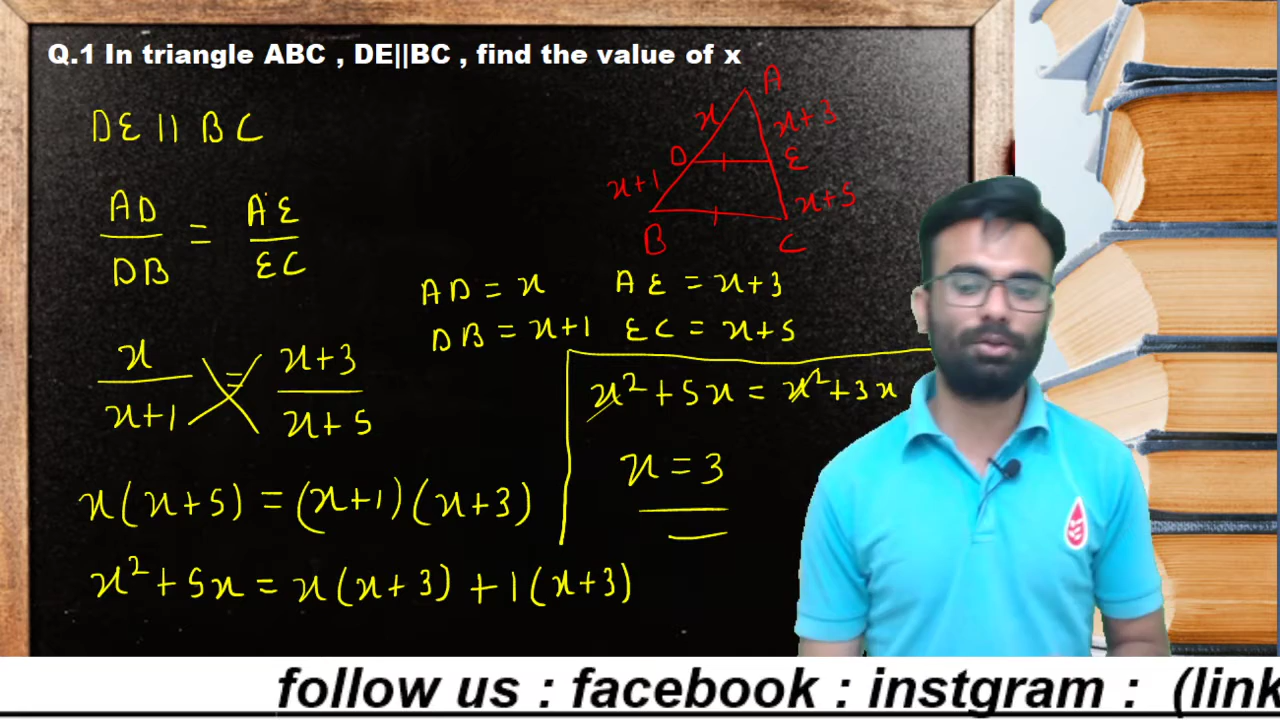 Q.1 In triangle ABC , DE||BC , find the value of x
DE || BC
AD/DB = AE/EC
x/x+1 = x+3/x+5
x(x+5) = (x+1)(x+3)
x²+5x = x(x+3) + 1(x+3)
A
x
x+3
D
E
x+1
x+5
B
C
AD = x AE = x+3
DB = x+1 EC = x+5
x²+5x = x²+3x
x = 3
follow us : facebook : instgram : (link